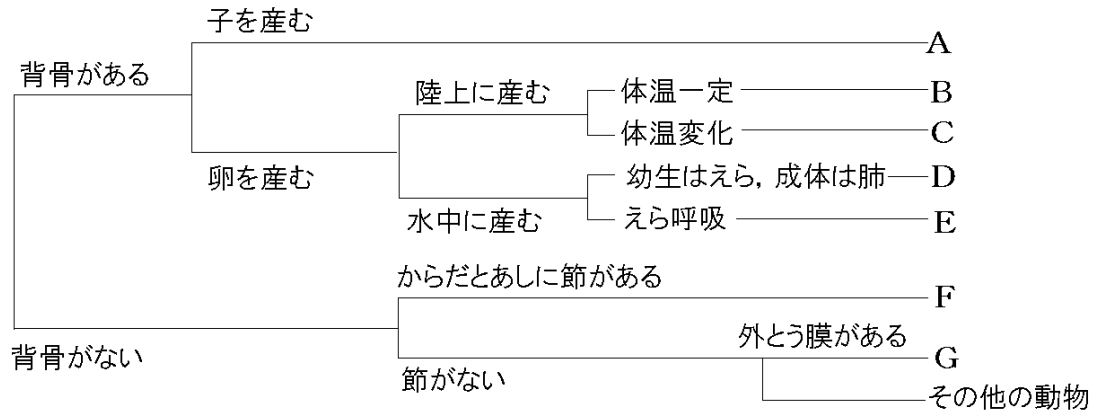 子を産む
A
背骨がある
陸上に産む
体温一定
B
体温変化
C
卵を産む
幼生はえら，成体は肺
D
水中に産む
えら呼吸
E
からだとあしに節がある
F
背骨がない
外とう膜がある
G
節がない
その他の動物